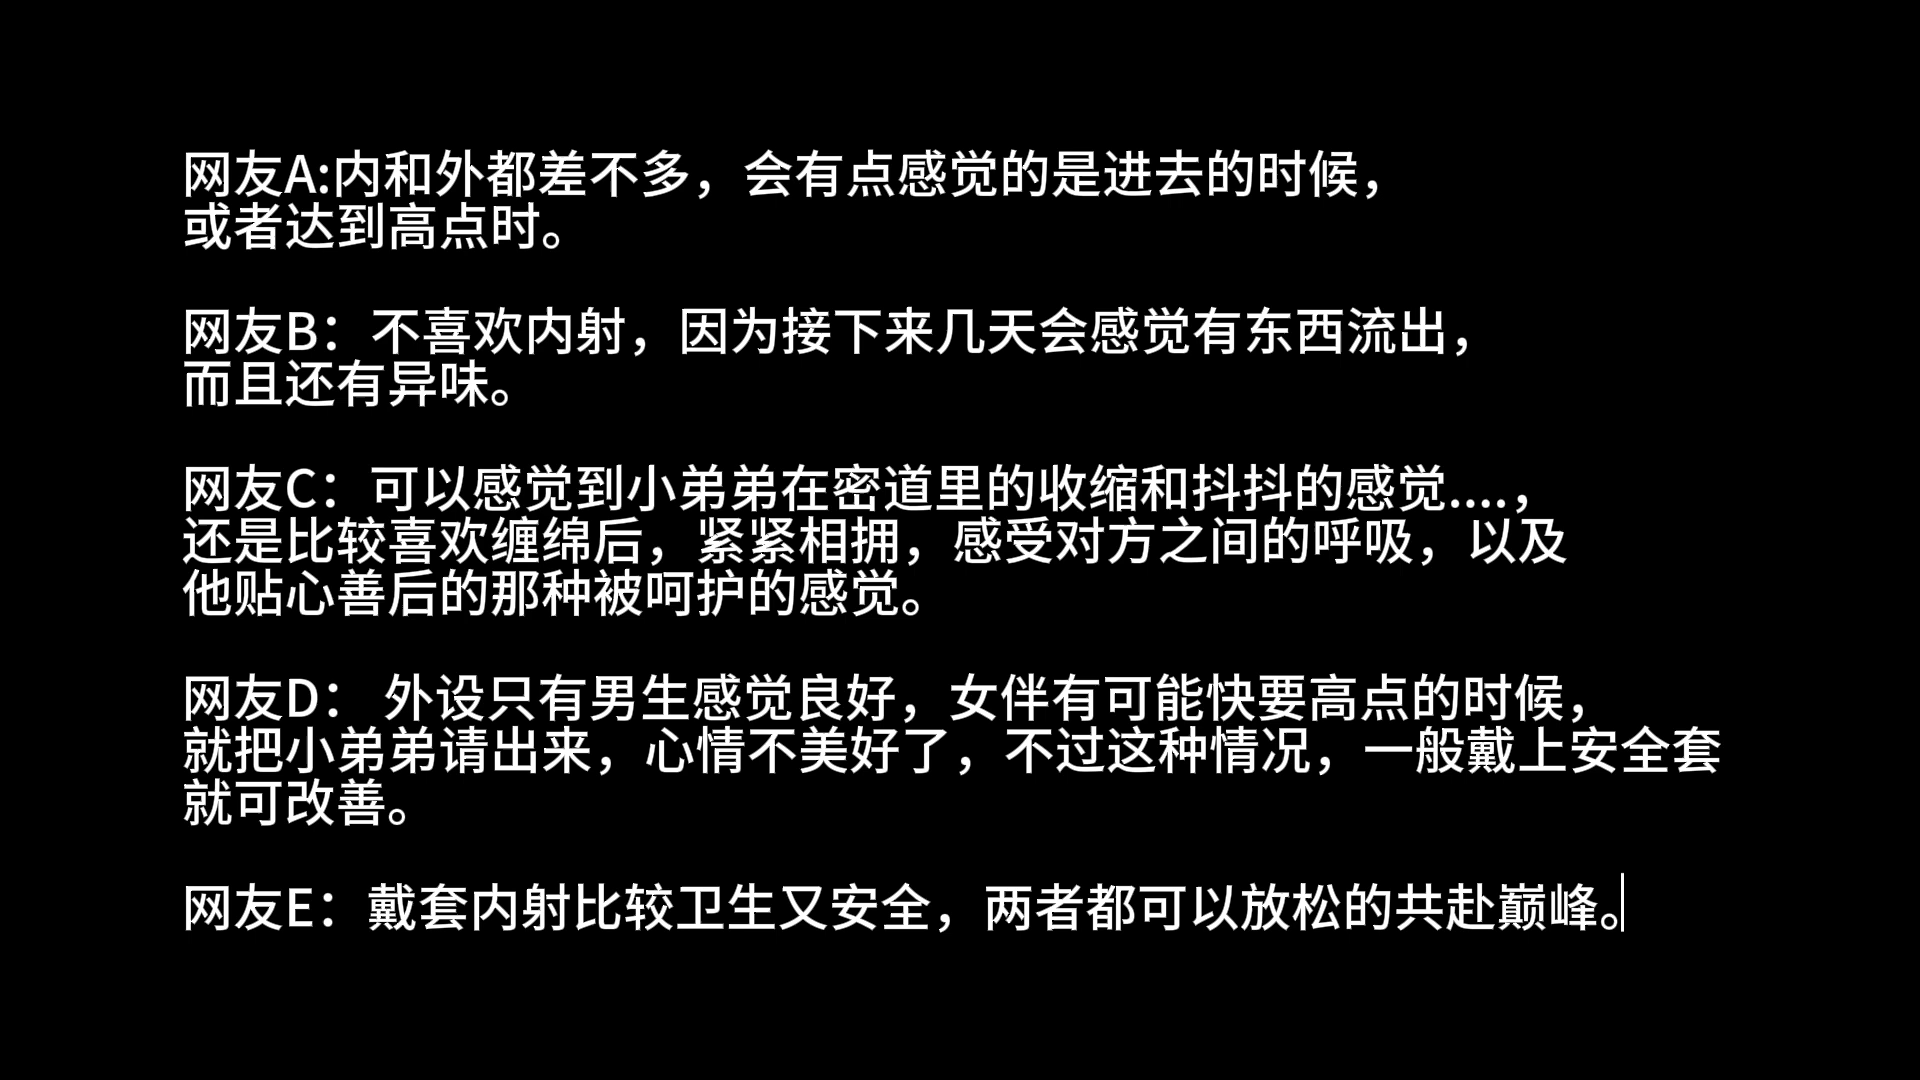 网友A:内和外都差不多，会有点感觉的是进去的时候，
或者达到高点时。
网友B：不喜欢内射，因为接下来几天会感觉有东西流出，
而且还有异味。
网友C：可以感觉到小弟弟在密道里的收缩和抖抖的感觉....，
还是比较喜欢缠绵后，紧紧相拥，感受对方之间的呼吸，以及
他贴心善后的那种被呵护的感觉。
网友D： 外设只有男生感觉良好，女伴有可能快要高点的时候，
就把小弟弟请出来，心情不美好了，不过这种情况，一般戴上安全套
就可改善。
网友E：戴套内射比较卫生又安全，两者都可以放松的共赴巅峰。